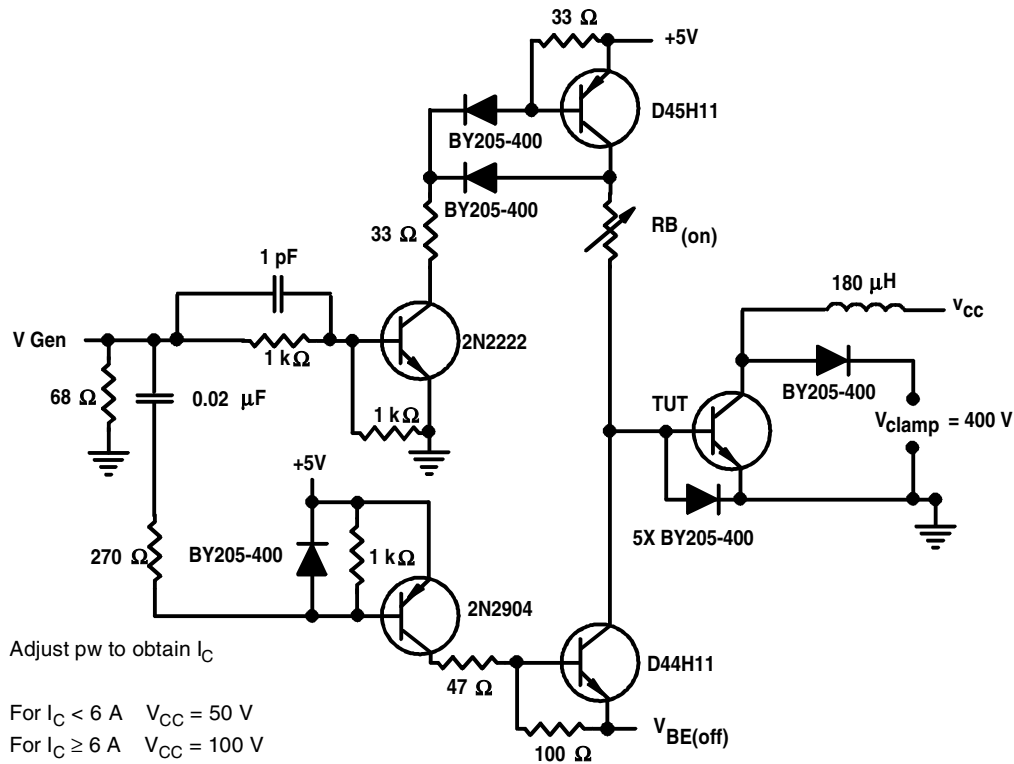 33 Ω
+5V
D45H11
BY205-400
BY205-400
33 Ω
RB(on)
1 pF
180 µH
vCC
V Gen
1 kΩ
2N2222
BY205-400
68 Ω
0.02 µF
1 kΩ
TUT
Vclamp = 400 V
+5V
5X BY205-400
270 Ω
BY205-400
1 kΩ
2N2904
Adjust pw to obtain IC
47 Ω
D44H11
For IC < 6 A VCC = 50 V
For IC ≥ 6 A VCC = 100 V
100 Ω
VBE(off)